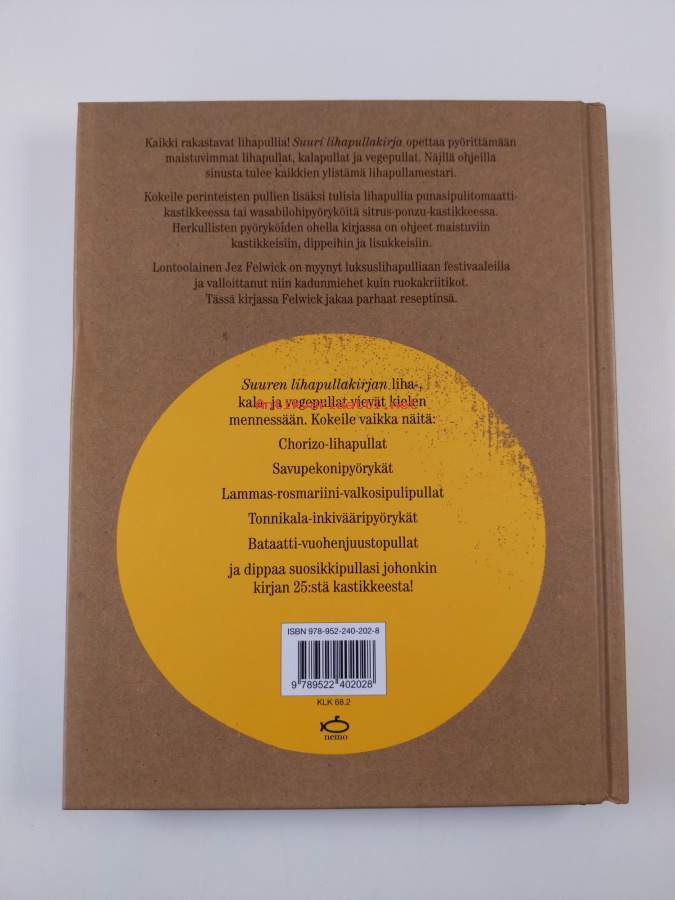 Kaikki rakastavat lihapullia! Suuri lihapullakirja opettaa pyörittämään
maistuvimmat lihapullat, kalapullat ja vegepullat. Näillä ohjeilla
sinusta tulee kaikkien ylistämä lihapullamestari.
Kokeile perinteisten pullien lisäksi tulisia lihapullia punasipulitomaatti-
kastikkeessa tai wasabilohipyöryköitä sitrus-ponzu-kastikkeessa.
Herkullisten pyöryköiden ohella kirjassa on ohjeet maistuviin
kastikkeisiin, dippeihin ja lisukkeisiin.
Lontoolainen Jez Felwick on myynyt luksuslihapulliaan festivaaleilla
ja valloittanut niin kadunmiehet kuin ruokakriitikot.
Tässä kirjassa Felwick jakaa parhaat reseptinsä.
Suuren lihapullakirjan liha-,
kala- ja vegepullat vievät kielen
mennessään. Kokeile vaikka näitä:
Chorizo-lihapullat
Savupekonipyörykät
Lammas-rosmariini-valkosipulipullat
Tonnikala-inkivääripyörykät
Bataatti-vuohenjuustopullat
ja dippaa suosikkipullasi johonkin
kirjan 25:stä kastikkeesta!
ISBN 978-952-240-202-8
9 789522 402028
KLK 68.2
nemo